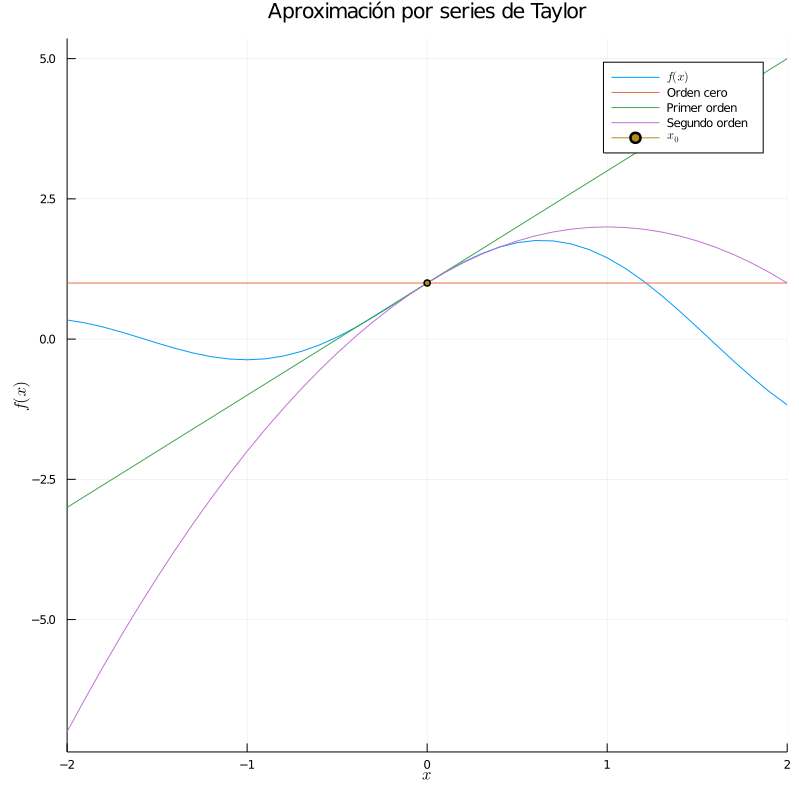 Aproximación por series de Taylor
f(x)
Orden cero
Primer orden
Segundo orden
x₀
5.0
2.5
0.0
−2.5
−5.0
f(x)
−2
−1
0
1
2
x